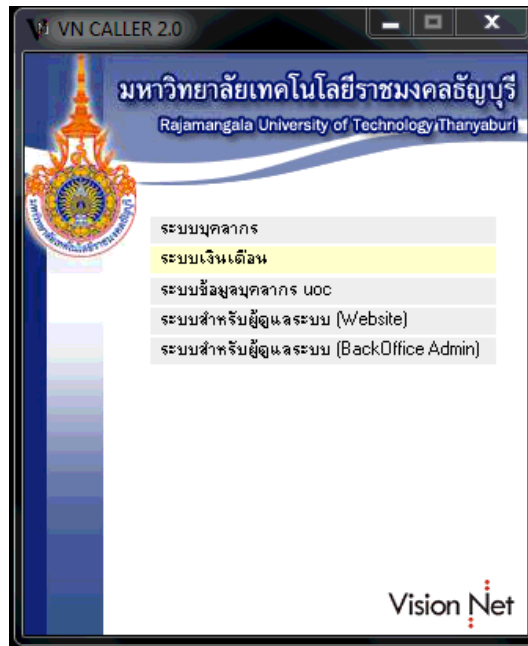 VN CALLER 2.0
มหาวิทยาลัยเทคโนโลยีราชมงคลธัญบุรี
Rajamangala University of Technology Thanyaburi
ระบบบุคลากร
ระบบเงินเดือน
ระบบข้อมูลบุคลากร uoc
ระบบสำหรับผู้ดูแลระบบ (Website)
ระบบสำหรับผู้ดูแลระบบ (BackOffice Admin)
Vision Net